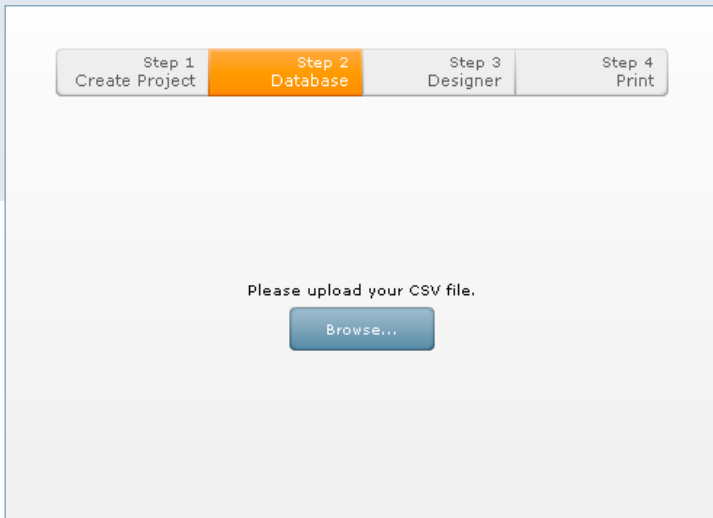 Step 1
Create Project
Step 2
Database
Step 3
Designer
Step 4
Print
Please upload your CSV file.
Browse...